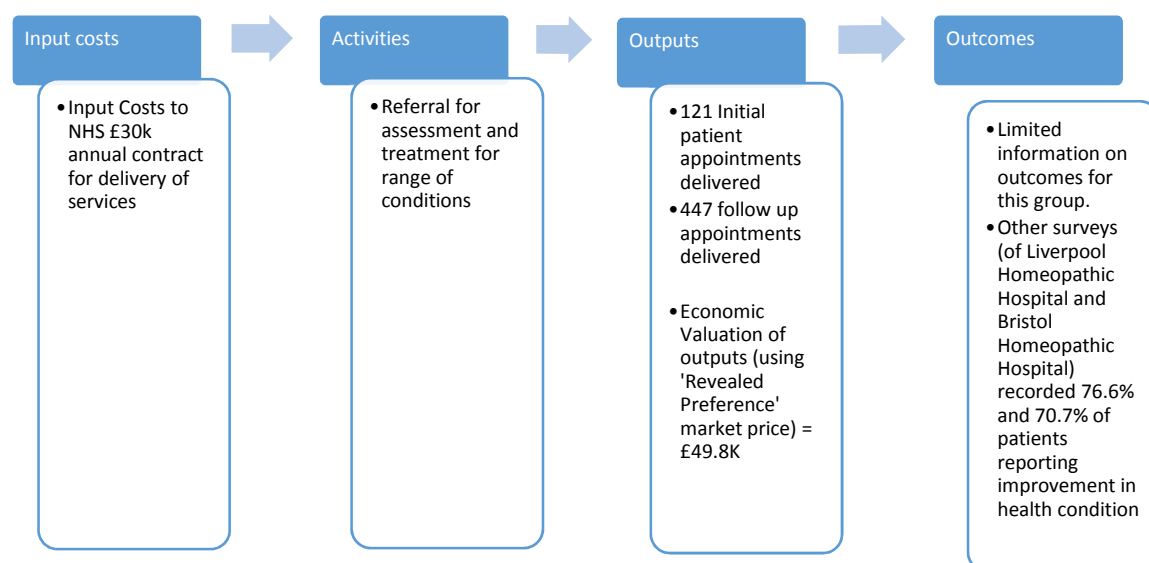 Input costs
•Input Costs to
NHS £30k
annual contract
for delivery of
services
Activities
•Referral for
assessment and
treatment for
range of
conditions
Outputs
•121 Initial
patient
appointments
delivered
•447 follow up
appointments
delivered
•Economic
Valuation of
outputs (using
'Revealed
Preference'
market price) =
£49.8K
Outcomes
•Limited
information on
outcomes for
this group.
•Other surveys
(of Liverpool
Homeopathic
Hospital and
Bristol
Homeopathic
Hospital)
recorded 76.6%
and 70.7% of
patients
reporting
improvement in
health condition